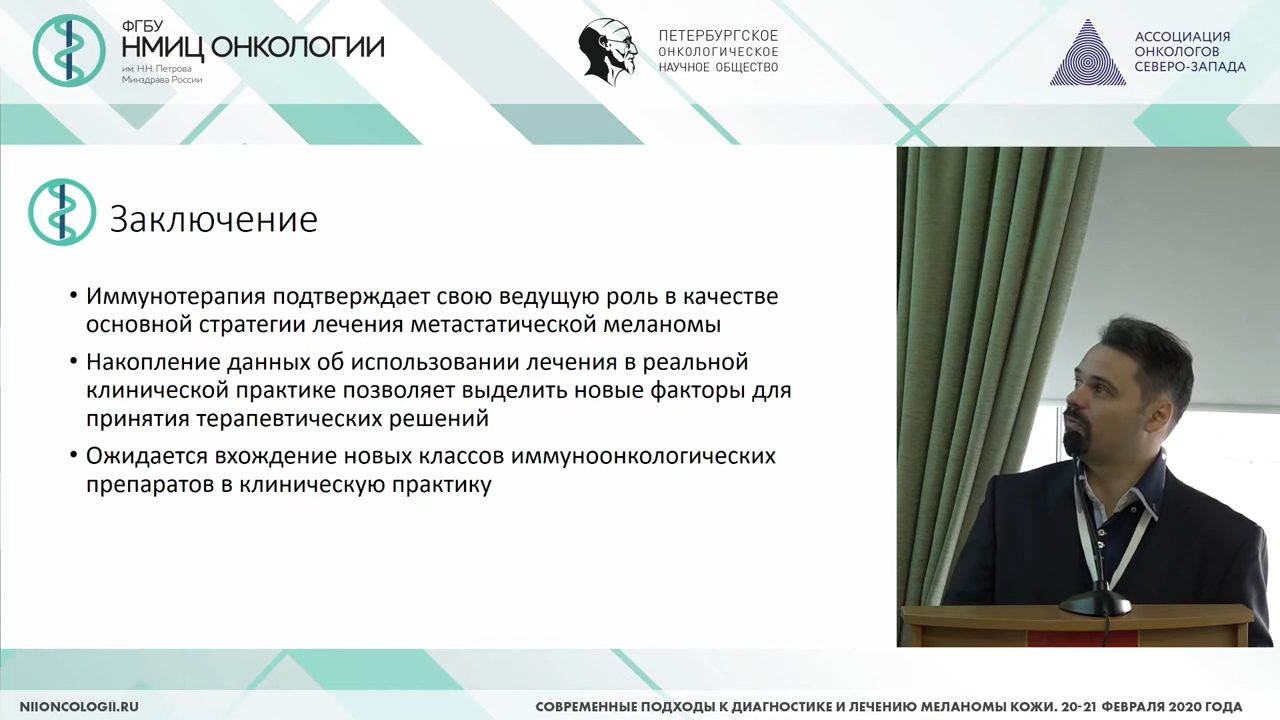 ФГБУ
НМИЦ ОНКОЛОГИИ
им. Н.Н. Петрова
Минздрава России
ПЕТЕРБУРГСКОЕ
ОНКОЛОГИЧЕСКОЕ
НАУЧНОЕ ОБЩЕСТВО
АССОЦИАЦИЯ
ОНКОЛОГОВ
СЕВЕРО-ЗАПАДА
Заключение
• Иммунотерапия подтверждает свою ведущую роль в качестве
основной стратегии лечения метастатической меланомы
• Накопление данных об использовании лечения в реальной
клинической практике позволяет выделить новые факторы для
принятия терапевтических решений
• Ожидается вхождение новых классов иммуноонкологических
препаратов в клиническую практику
NIIONCOLOGII.RU
СОВРЕМЕННЫЕ ПОДХОДЫ К ДИАГНОСТИКЕ И ЛЕЧЕНИЮ МЕЛАНОМЫ КОЖИ. 20-21 ФЕВРАЛЯ 2020 ГОДА